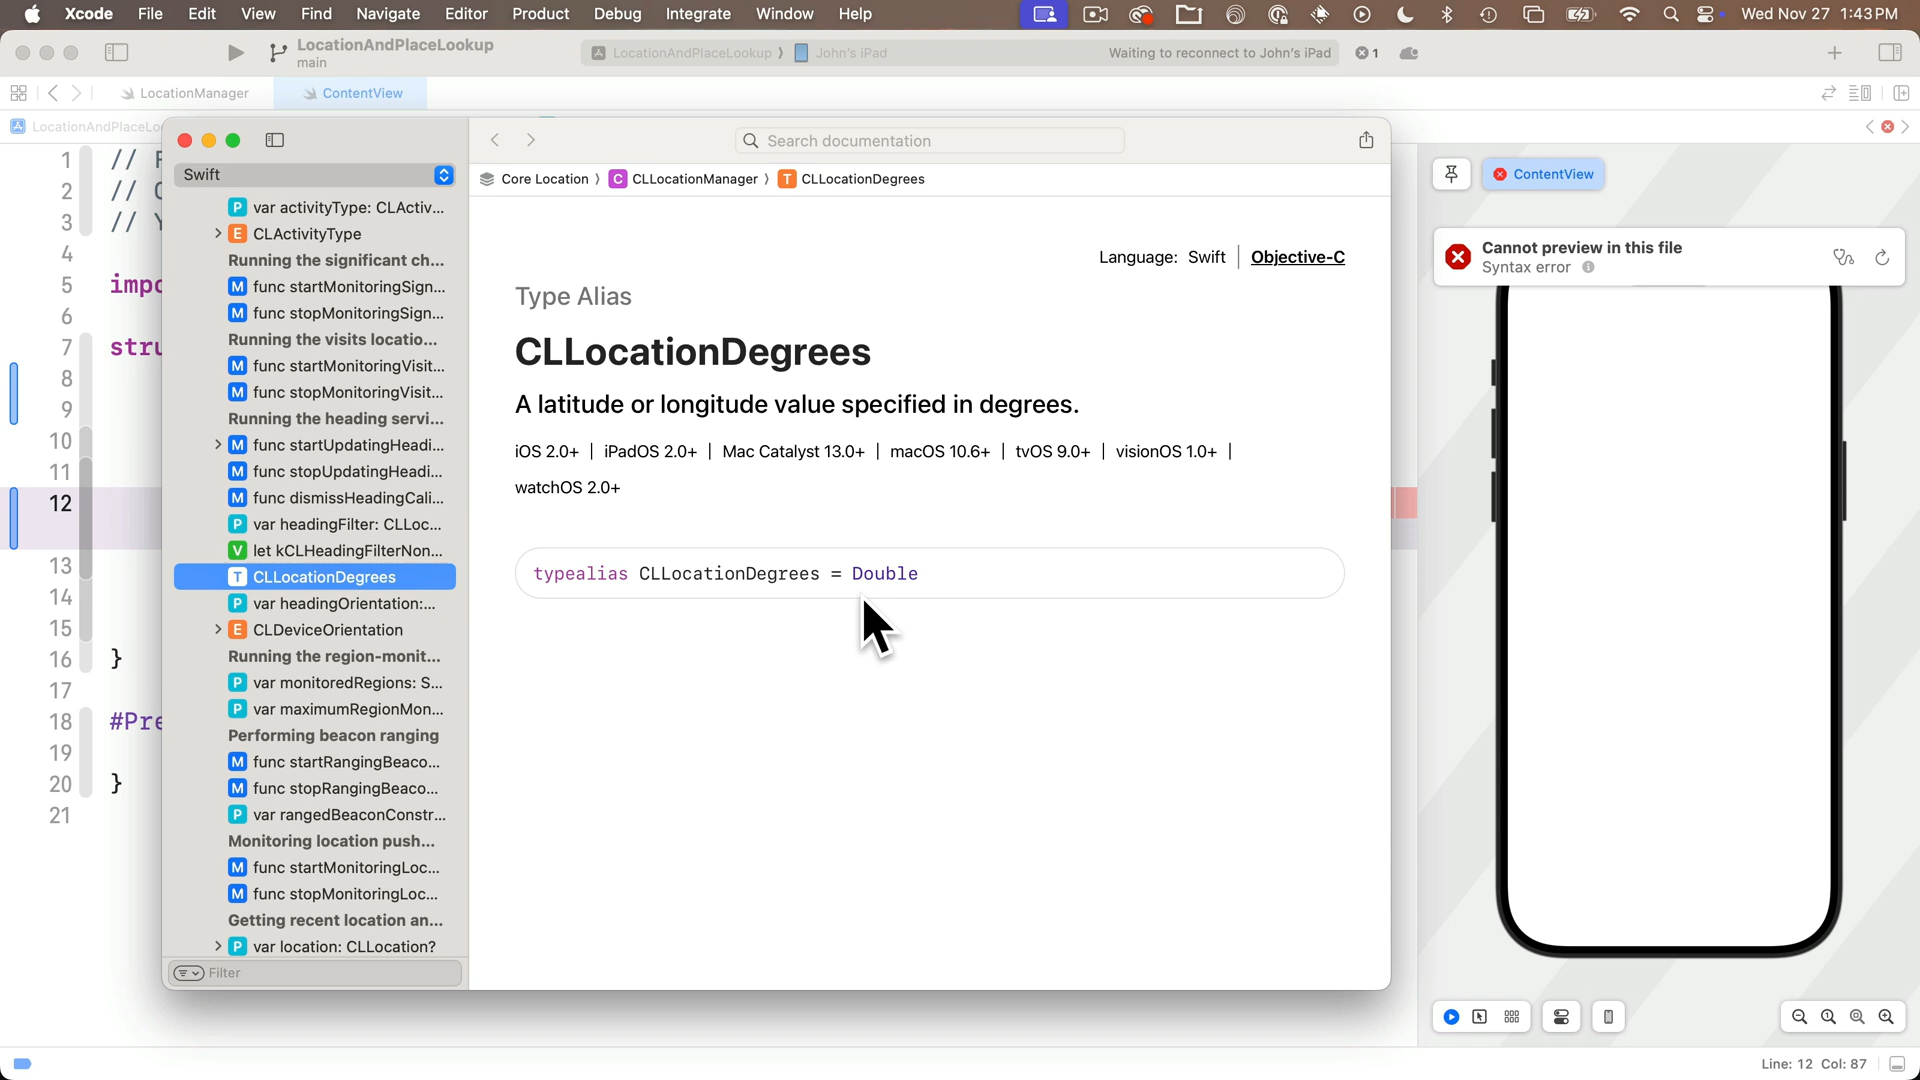 Xcode File Edit View Find Navigate Editor Product Debug Integrate Window Help Wed Nov 27 1:43 PM
LocationAndPlaceLookup
main
LocationAndPlaceLookup ⟩ John's iPad Waiting to reconnect to John's iPad 1
LocationManager ContentView
LocationAndPlaceLo
Search documentation
Swift
Core Location ⟩ C CLLocationManager ⟩ T CLLocationDegrees
P var activityType: CLActiv...
E CLActivityType
Running the significant ch...
M func startMonitoringSign...
M func stopMonitoringSign...
Running the visits locatio...
M func startMonitoringVisit...
M func stopMonitoringVisit...
Running the heading servi...
M func startUpdatingHeadi...
M func stopUpdatingHeadi...
M func dismissHeadingCali...
P var headingFilter: CLLoc...
V let kCLHeadingFilterNon...
T CLLocationDegrees
P var headingOrientation:...
E CLDeviceOrientation
Running the region-monit...
P var monitoredRegions: S...
P var maximumRegionMon...
Performing beacon ranging
M func startRangingBeaco...
M func stopRangingBeaco...
P var rangedBeaconConstr...
Monitoring location push...
M func startMonitoringLoc...
M func stopMonitoringLoc...
Getting recent location an...
P var location: CLLocation?
Filter
Language: Swift | Objective-C
Type Alias
CLLocationDegrees
A latitude or longitude value specified in degrees.
iOS 2.0+ | iPadOS 2.0+ | Mac Catalyst 13.0+ | macOS 10.6+ | tvOS 9.0+ | visionOS 1.0+ |
watchOS 2.0+
typealias CLLocationDegrees = Double
1 //
2 //
3 //
4
5 impo
6
7 stru
8
9
10
11
12
13
14
15
16 }
17
18 #Pre
19
20 }
21
ContentView
Cannot preview in this file
Syntax error
Line: 12 Col: 87